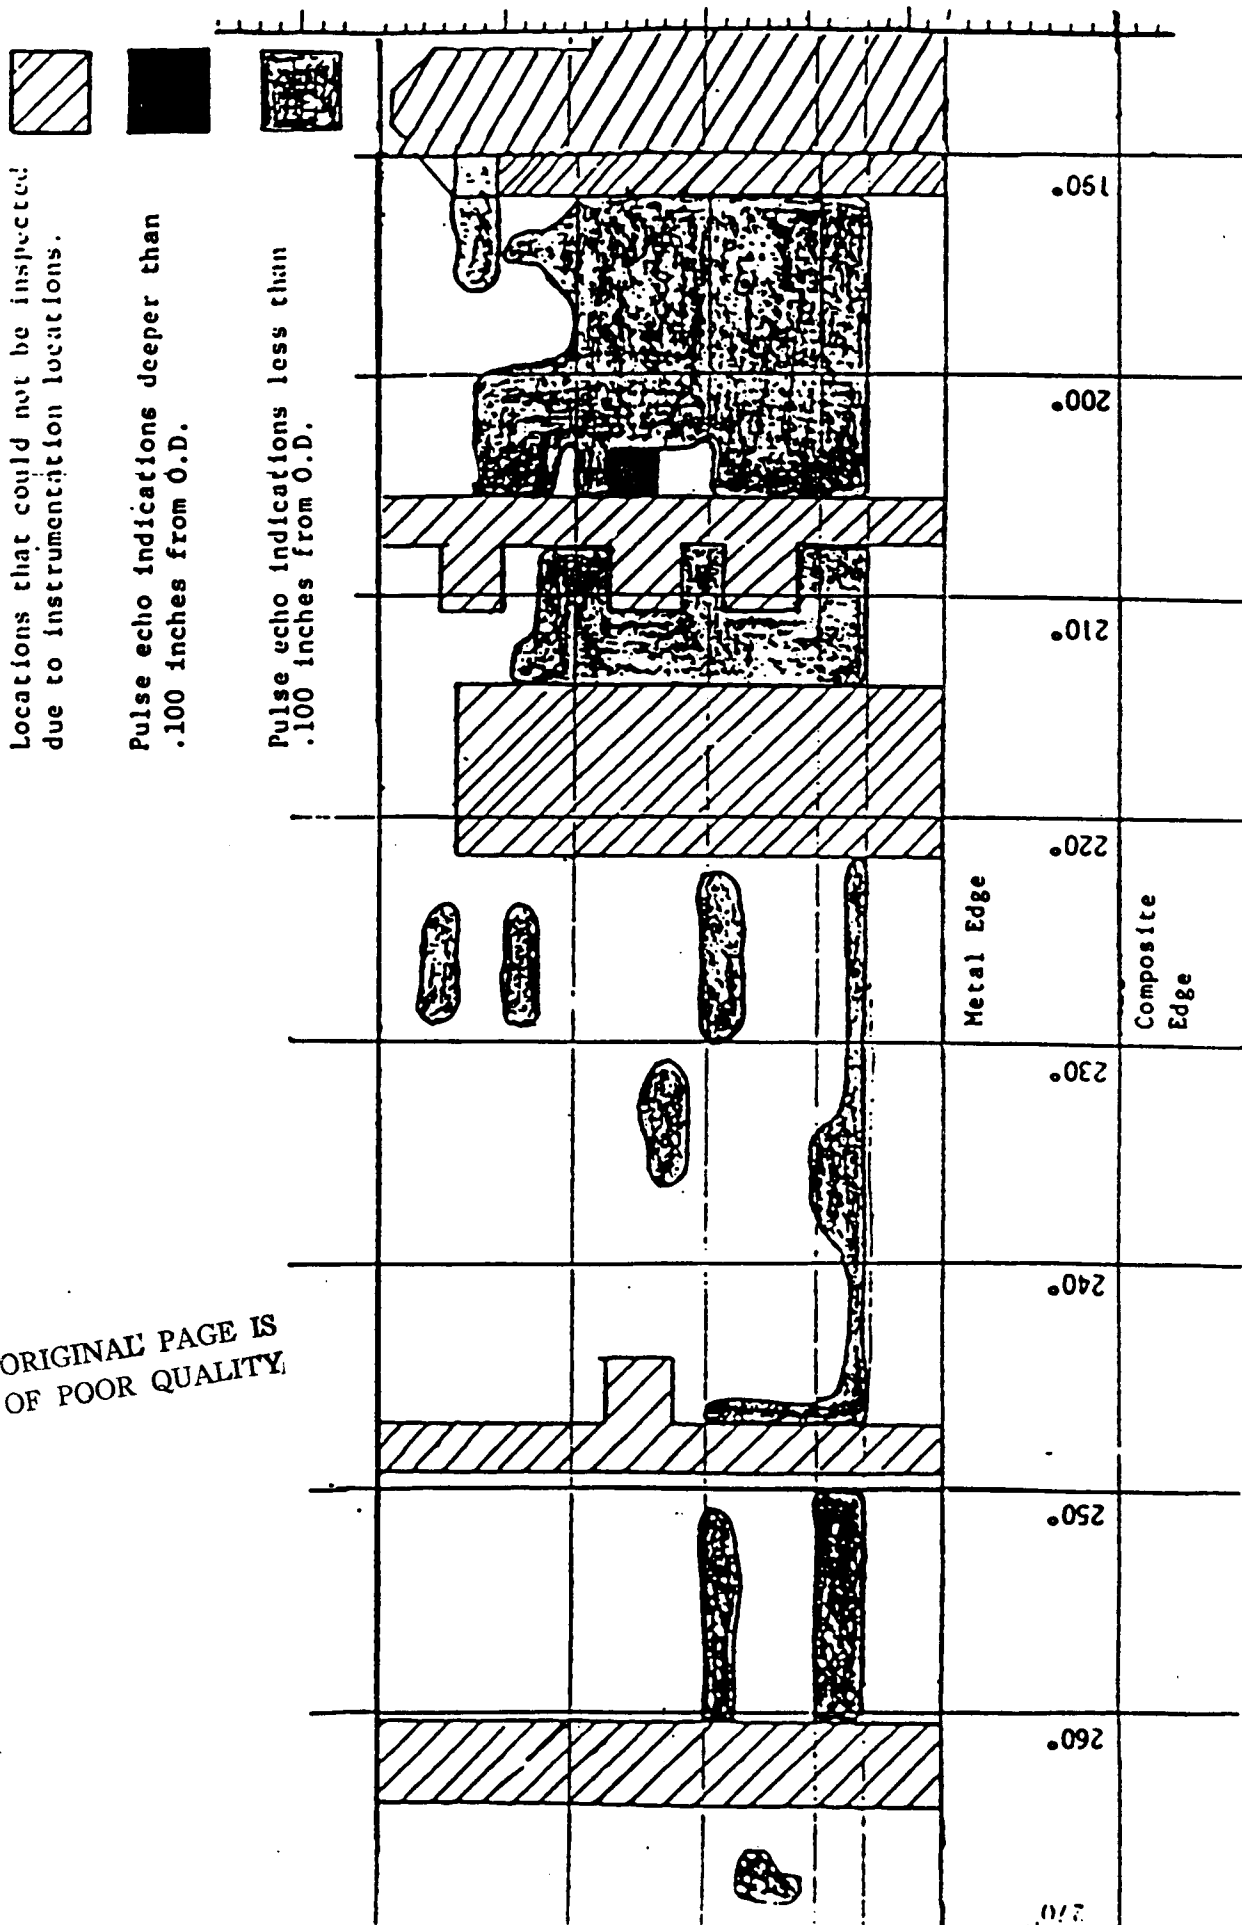 Locations that could not be inspected
due to instrumentation locations.
Pulse echo indications deeper than
.100 inches from O.D.
Pulse echo indications less than
.100 inches from O.D.
150°
200°
210°
220°
Metal Edge
Composite
Edge
230°
240°
250°
260°
270
ORIGINAL PAGE IS
OF POOR QUALITY